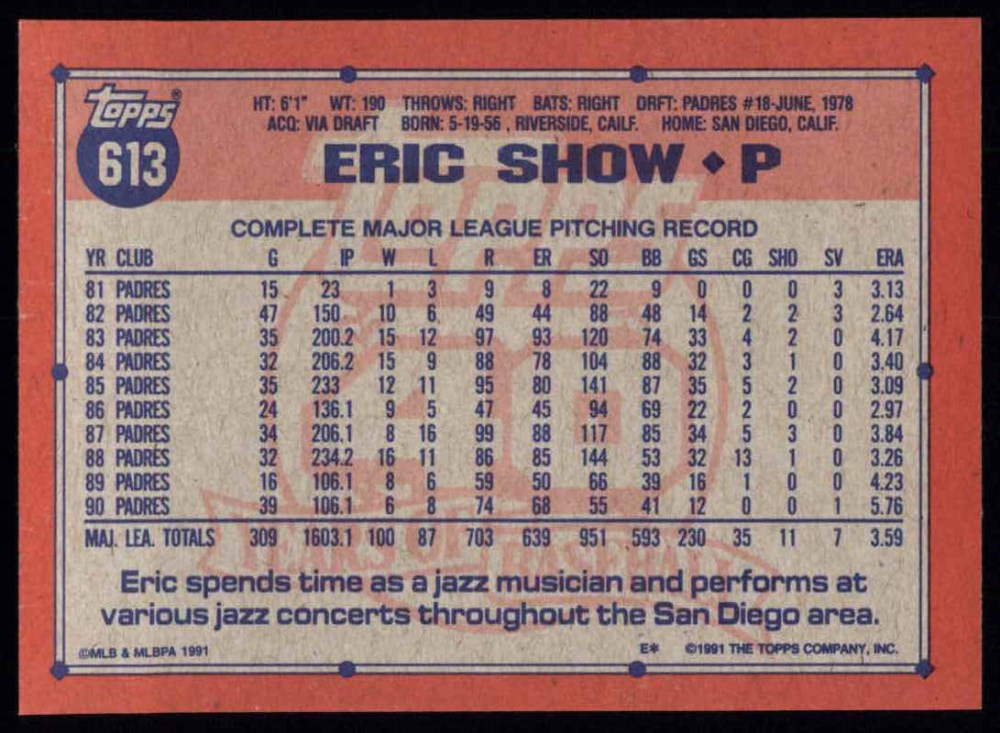 Topps®
613
HT: 6'1" WT: 190 THROWS: RIGHT BATS: RIGHT DRFT: PADRES #18-JUNE, 1978
ACQ: VIA DRAFT BORN: 5-19-56 , RIVERSIDE, CAILF. HOME: SAN DIEGO, CALIF.
ERIC SHOW ◆ P
COMPLETE MAJOR LEAGUE PITCHING RECORD
YR CLUB G IP W L R ER SO BB GS CG SHO SV ERA
81 PADRES 15 23 1 3 9 8 22 9 0 0 0 3 3.13
82 PADRES 47 150 10 6 49 44 88 48 14 2 2 3 2.64
83 PADRES 35 200.2 15 12 97 93 120 74 33 4 2 0 4.17
84 PADRES 32 206.2 15 9 88 78 104 88 32 3 1 0 3.40
85 PADRES 35 233 12 11 95 80 141 87 35 5 2 0 3.09
86 PADRES 24 136.1 9 5 47 45 94 69 22 2 0 0 2.97
87 PADRES 34 206.1 8 16 99 88 117 85 34 5 3 0 3.84
88 PADRES 32 234.2 16 11 86 85 144 53 32 13 1 0 3.26
89 PADRES 16 106.1 8 6 59 50 66 39 16 1 0 0 4.23
90 PADRES 39 106.1 6 8 74 68 55 41 12 0 0 1 5.76
MAJ. LEA. TOTALS 309 1603.1 100 87 703 639 951 593 230 35 11 7 3.59
Topps
40
YEARS OF BASEBALL
Eric spends time as a jazz musician and performs at
various jazz concerts throughout the San Diego area.
©MLB & MLBPA 1991 E* ©1991 THE TOPPS COMPANY, INC.